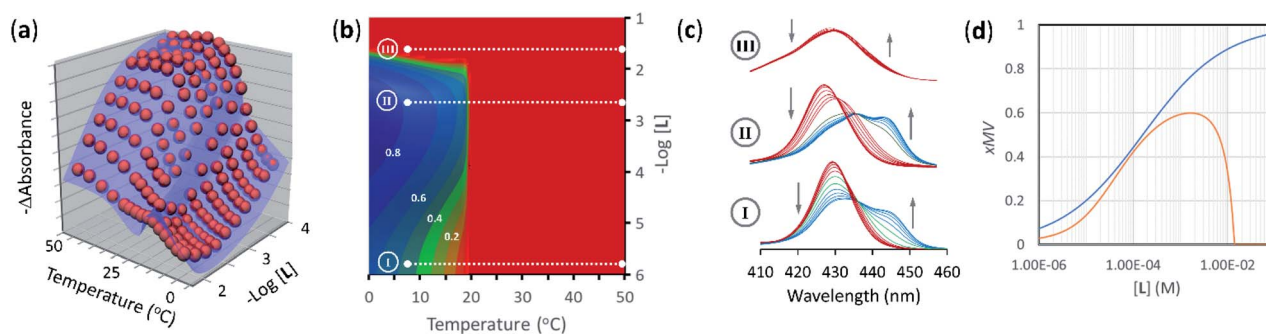 (a)
-ΔAbsorbance
50
25
0
Temperature (°C)
2
3
4
-Log [L]
(b)
III
II
I
0.8
0.6
0.4
0.2
0
10
20
30
40
50
Temperature (°C)
1
2
3
4
5
6
-Log [L]
(c)
III
II
I
410
420
430
440
450
460
Wavelength (nm)
(d)
1
0.8
0.6
0.4
0.2
0
xMV
1.00E-06
1.00E-04
1.00E-02
[L] (M)